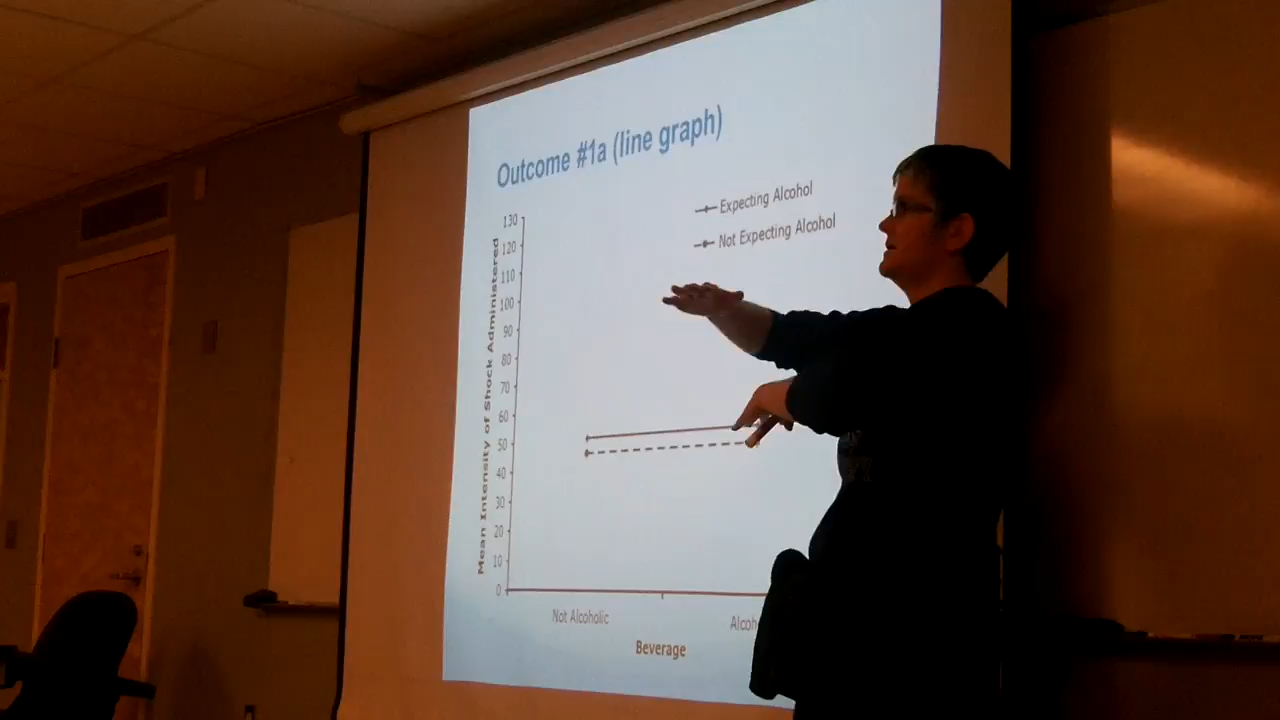 Outcome #1a (line graph)
Expecting Alcohol
Not Expecting Alcohol
Mean Intensity of Shock Administered
130
120
110
100
90
80
70
60
50
40
30
20
10
0
Not Alcoholic
Alcoh
Beverage